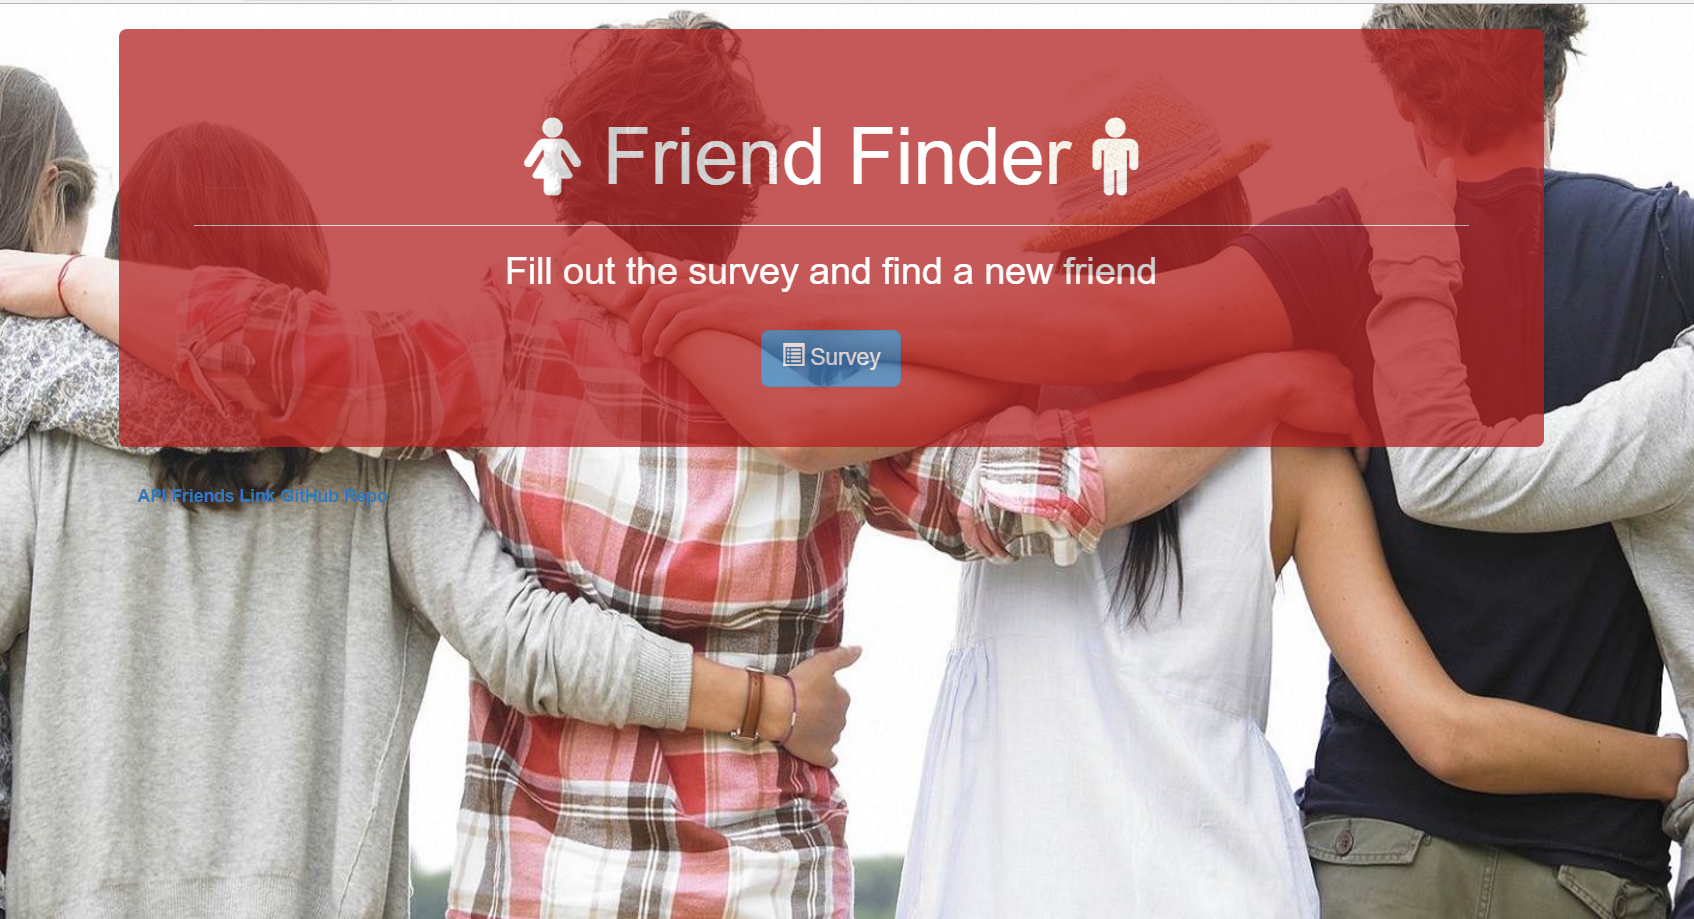 Friend Finder
Fill out the survey and find a new friend
Survey
API Friends Link GitHub Repo